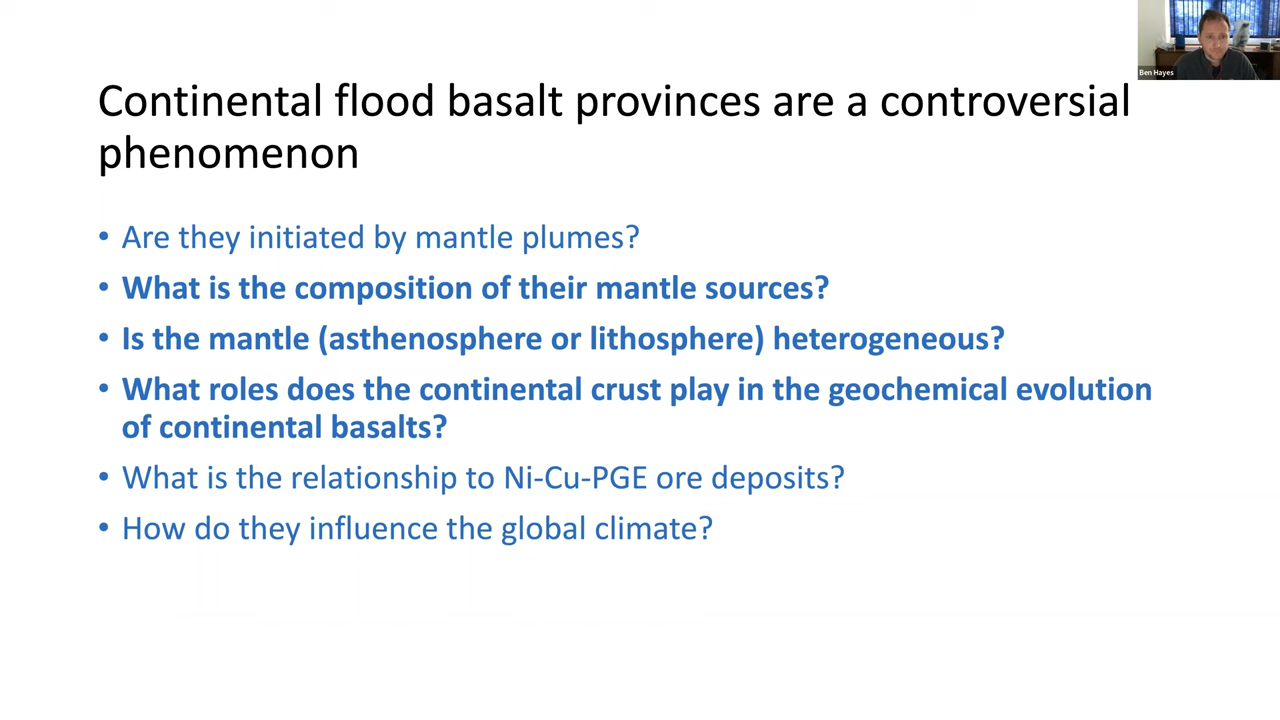 Ben Hayes
Continental flood basalt provinces are a controversial
phenomenon
• Are they initiated by mantle plumes?
• What is the composition of their mantle sources?
• Is the mantle (asthenosphere or lithosphere) heterogeneous?
• What roles does the continental crust play in the geochemical evolution
of continental basalts?
• What is the relationship to Ni-Cu-PGE ore deposits?
• How do they influence the global climate?